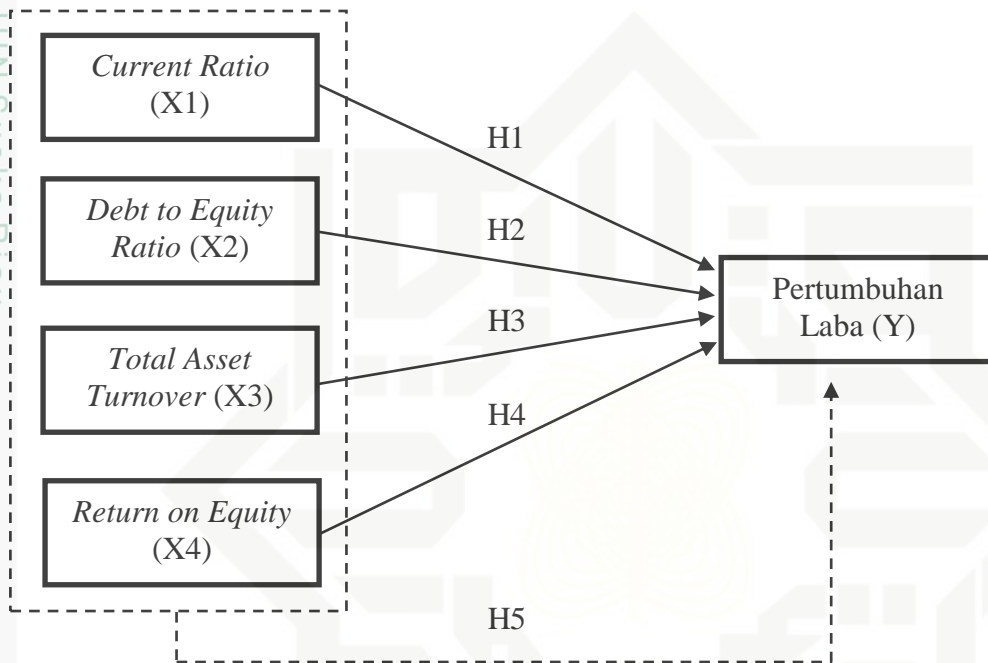 Current Ratio
(X1)
H1
Debt to Equity
Ratio (X2)
H2
Pertumbuhan
Laba (Y)
H3
Total Asset
Turnover (X3)
H4
Return on Equity
(X4)
H5